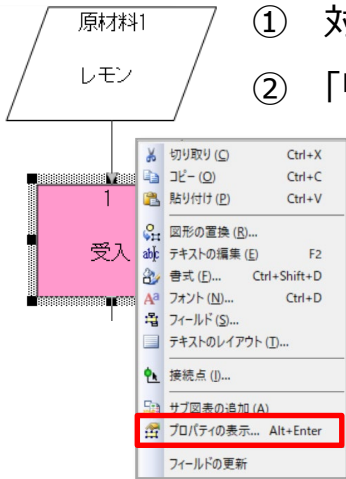 原材料1
レモン
① 対
② 「
1
受入
切り取り (C) Ctrl+X
コピー (O) Ctrl+C
貼り付け (P) Ctrl+V
図形の置換 (R)...
テキストの編集 (E) F2
書式 (F)... Ctrl+Shift+D
フォント (N)... Ctrl+D
フィールド (S)...
テキストのレイアウト (T)...
接続点 (I)...
サブ図表の追加 (A)
プロパティの表示... Alt+Enter
フィールドの更新